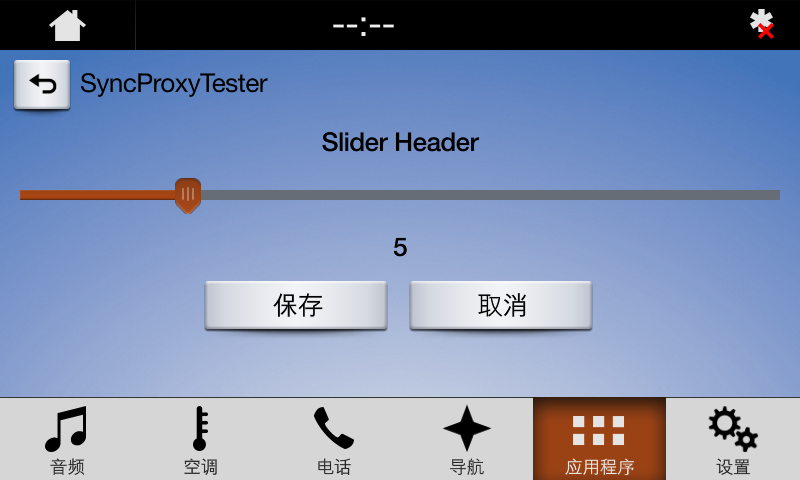 --:--
SyncProxyTester
Slider Header
5
保存 取消
音频 空调 电话 导航 应用程序 设置